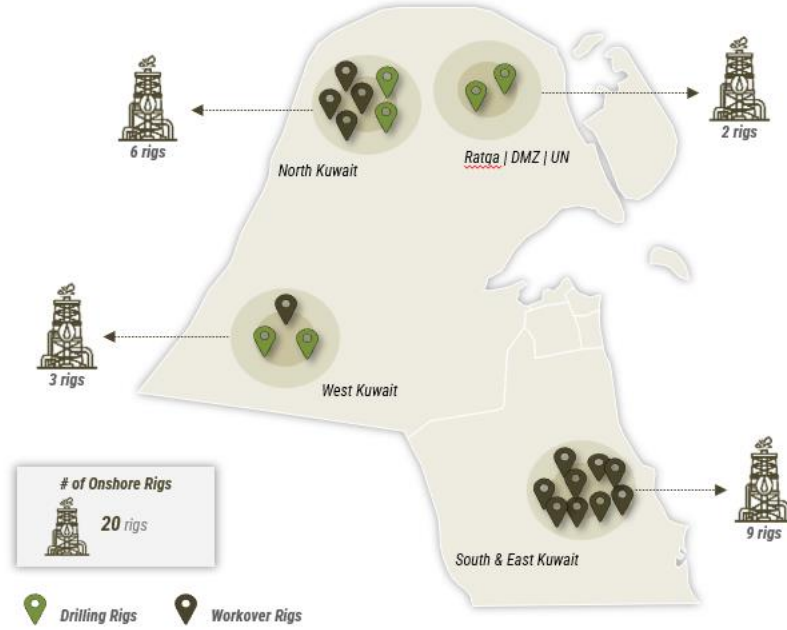 6 rigs
North Kuwait
Ratqa | DMZ | UN
2 rigs
3 rigs
West Kuwait
# of Onshore Rigs
20 rigs
South & East Kuwait
9 rigs
Drilling Rigs
Workover Rigs